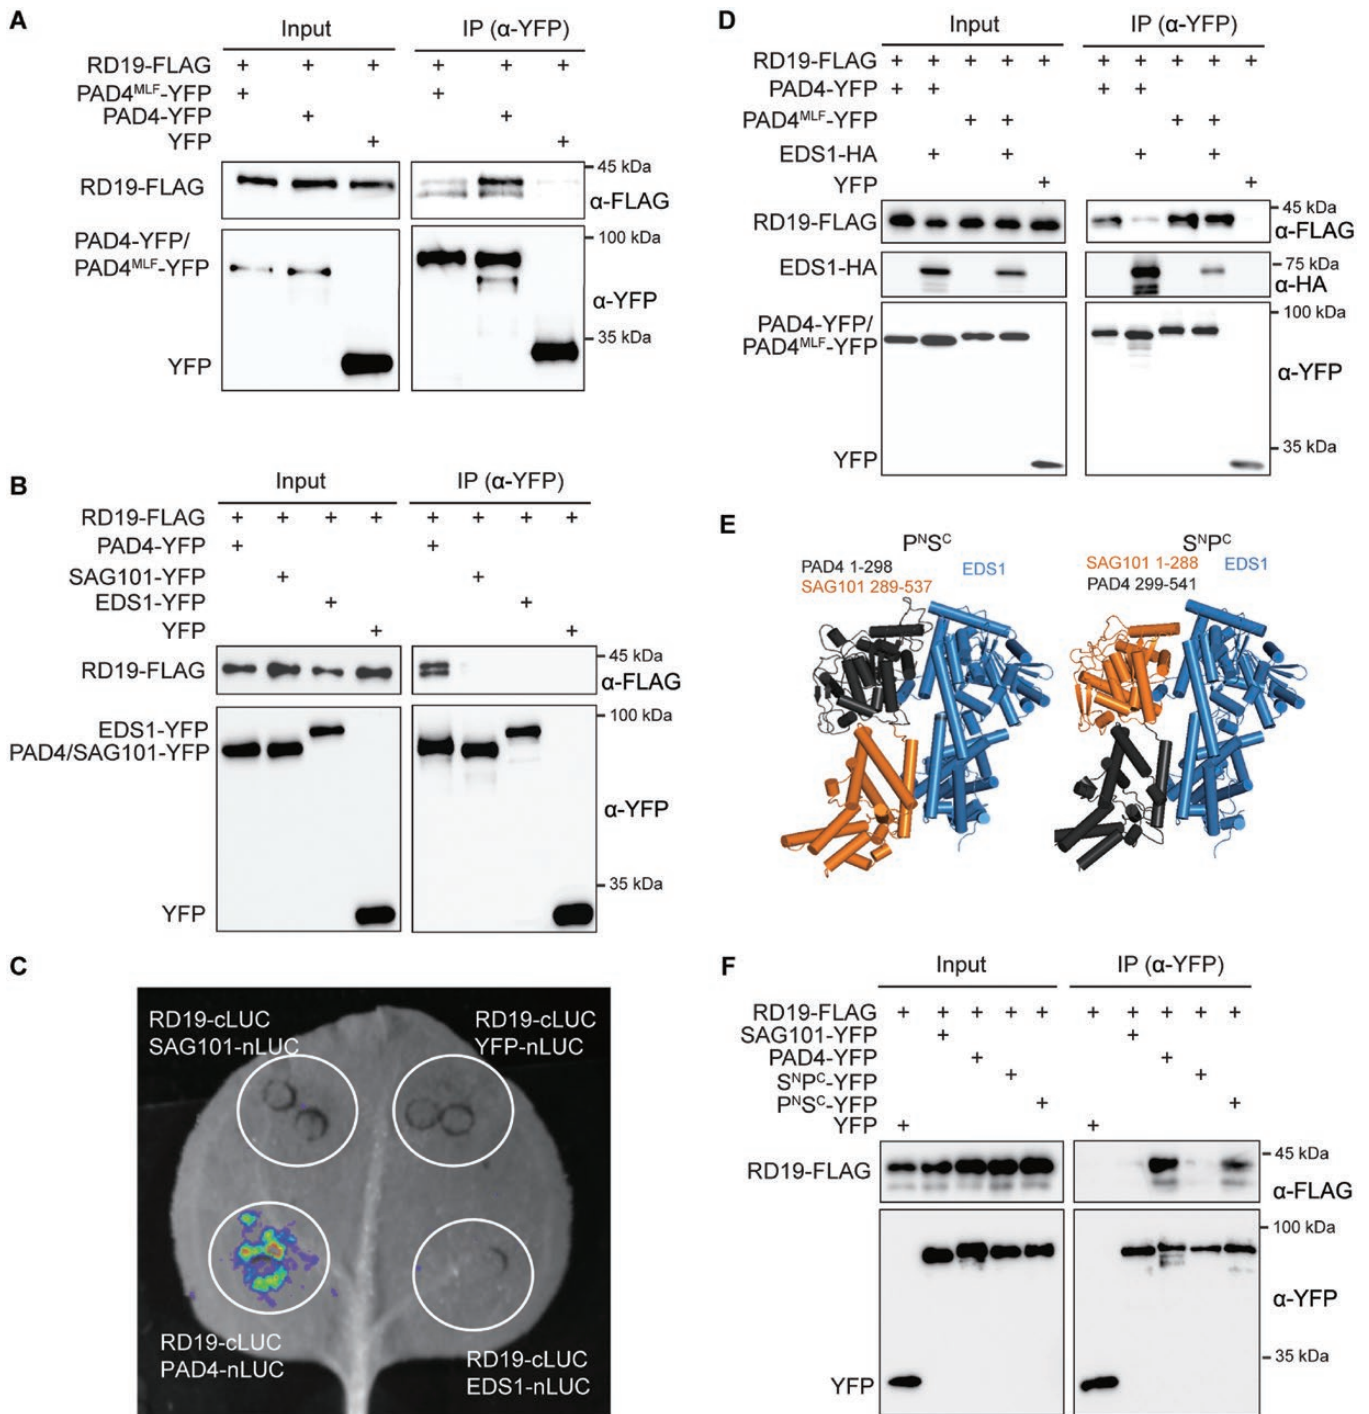 A
Input IP (α-YFP)
RD19-FLAG + + + + + +
PAD4ᴹᴸᶠ-YFP + +
PAD4-YFP + +
YFP + +
RD19-FLAG
45 kDa
α-FLAG
PAD4-YFP/
PAD4ᴹᴸᶠ-YFP
100 kDa
α-YFP
35 kDa
YFP
B
Input IP (α-YFP)
RD19-FLAG + + + + + + + +
PAD4-YFP + +
SAG101-YFP + +
EDS1-YFP + +
YFP + +
RD19-FLAG
45 kDa
α-FLAG
EDS1-YFP
PAD4/SAG101-YFP
100 kDa
α-YFP
35 kDa
YFP
C
RD19-cLUC
SAG101-nLUC
RD19-cLUC
YFP-nLUC
RD19-cLUC
PAD4-nLUC
RD19-cLUC
EDS1-nLUC
D
Input IP (α-YFP)
RD19-FLAG + + + + + + + + + +
PAD4-YFP + + + +
PAD4ᴹᴸᶠ-YFP + + + +
EDS1-HA + + + +
YFP + +
RD19-FLAG
45 kDa
α-FLAG
EDS1-HA
75 kDa
α-HA
PAD4-YFP/
PAD4ᴹᴸᶠ-YFP
100 kDa
α-YFP
35 kDa
YFP
E
PᴺSᶜ
PAD4 1-298
SAG101 289-537
EDS1
SᴺPᶜ
SAG101 1-288
PAD4 299-541
EDS1
F
Input IP (α-YFP)
RD19-FLAG + + + + + + + + + +
SAG101-YFP + +
PAD4-YFP + +
SᴺPᶜ-YFP + +
PᴺSᶜ-YFP + +
YFP + +
RD19-FLAG
45 kDa
α-FLAG
100 kDa
α-YFP
35 kDa
YFP